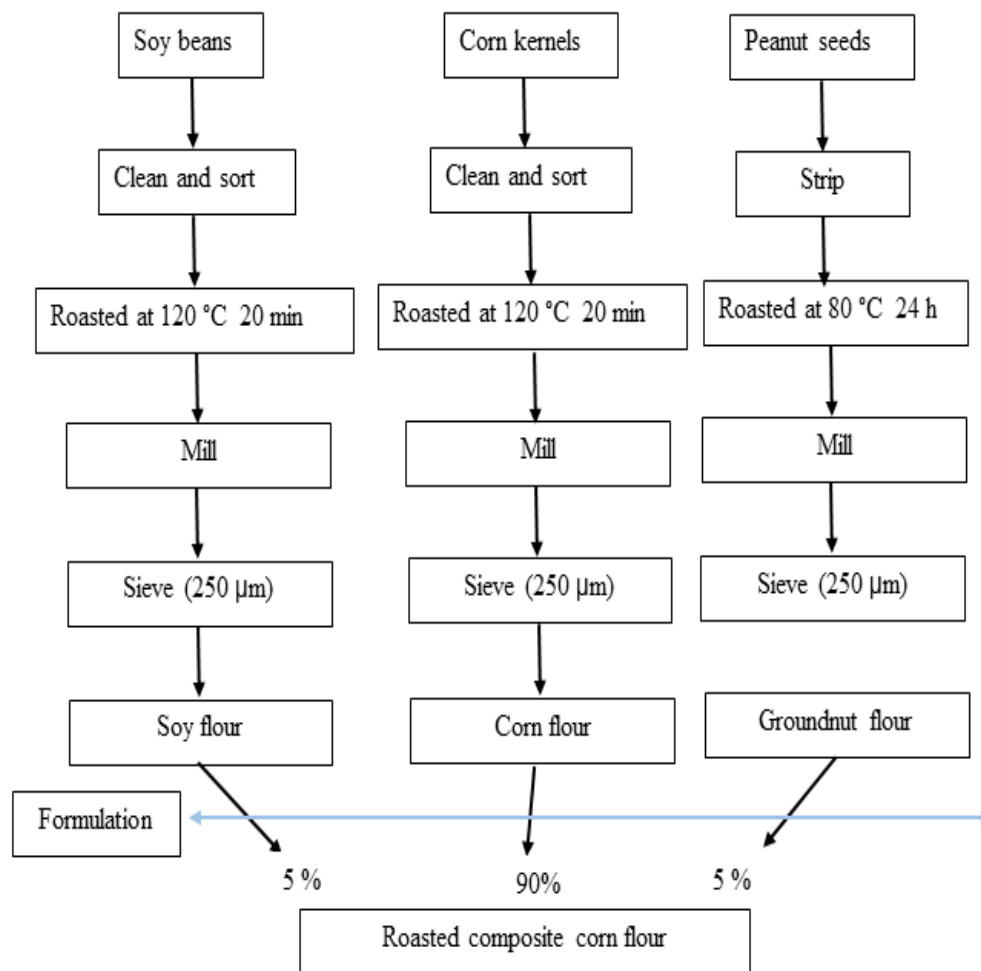 Soy beans
Corn kernels
Peanut seeds
Clean and sort
Clean and sort
Strip
Roasted at 120 °C 20 min
Roasted at 120 °C 20 min
Roasted at 80 °C 24 h
Mill
Mill
Mill
Sieve (250 µm)
Sieve (250 µm)
Sieve (250 µm)
Soy flour
Corn flour
Groundnut flour
Formulation
5 %
90%
5 %
Roasted composite corn flour